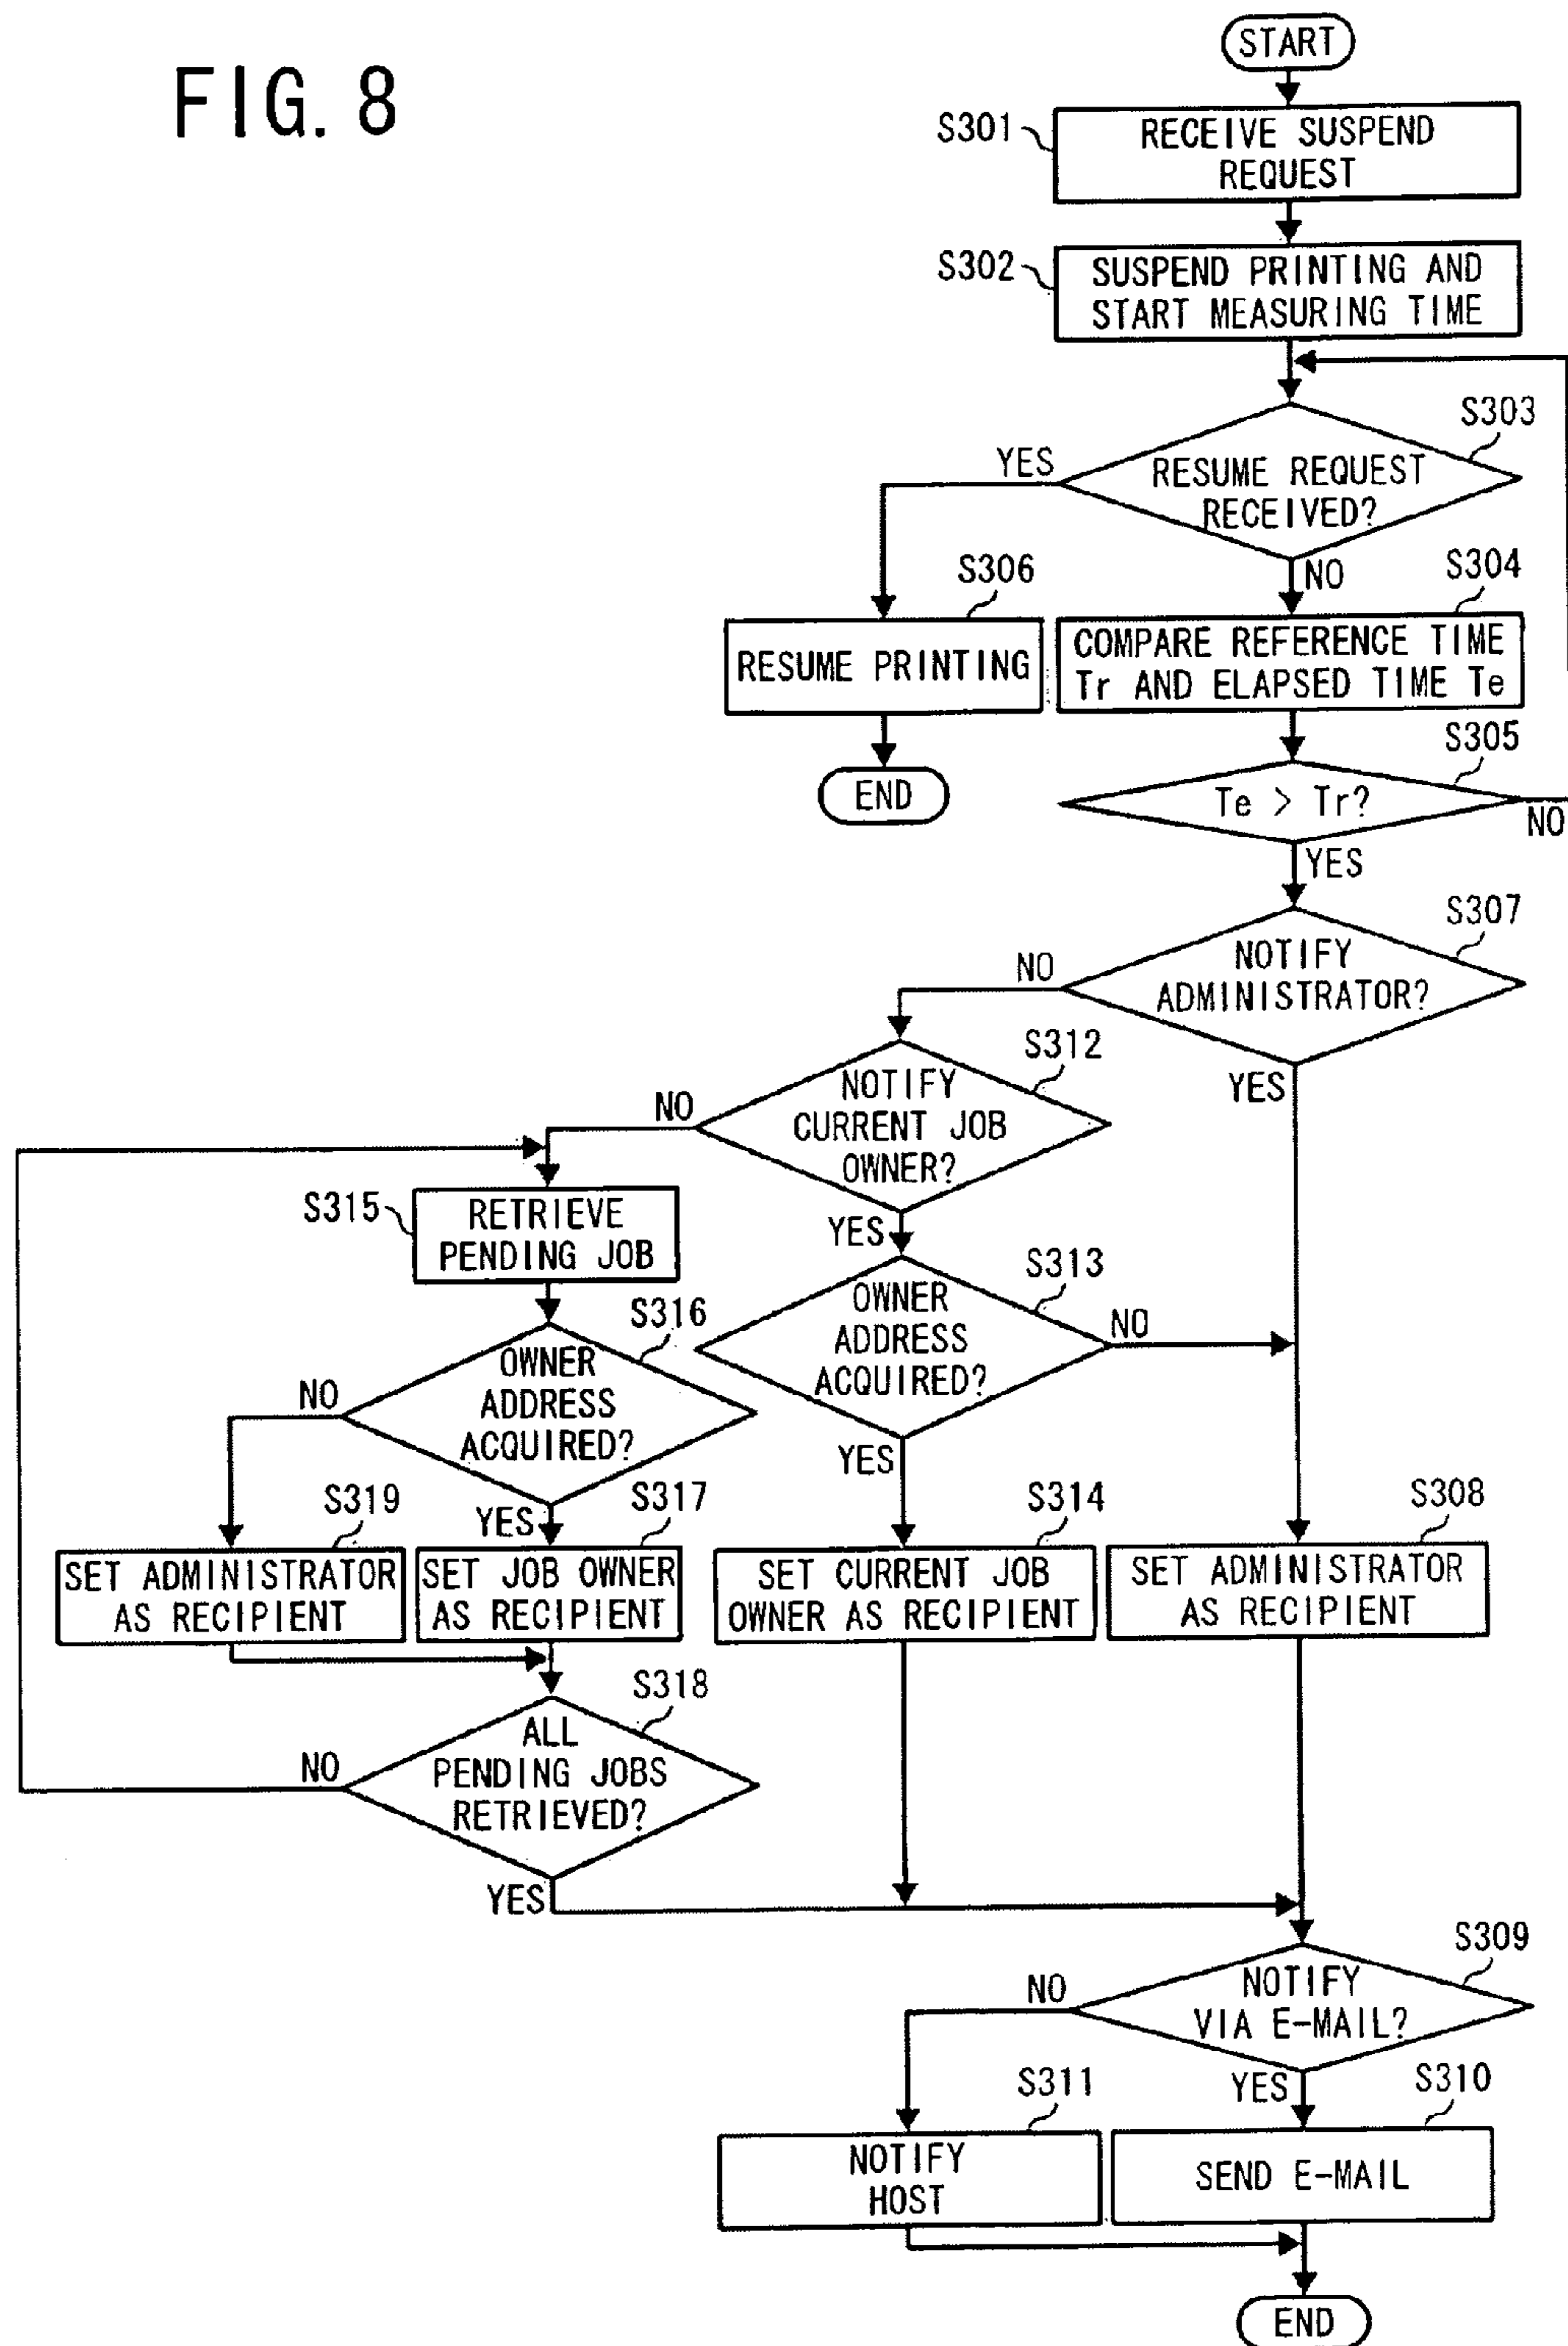 FIG. 8
START
S301
RECEIVE SUSPEND
REQUEST
S302
SUSPEND PRINTING AND
START MEASURING TIME
S303
YES
RESUME REQUEST
RECEIVED?
S306
NO
S304
RESUME PRINTING
COMPARE REFERENCE TIME
Tr AND ELAPSED TIME Te
S305
END
Te > Tr?
NO
YES
S307
NO
NOTIFY
ADMINISTRATOR?
S312
YES
NO
NOTIFY
CURRENT JOB
OWNER?
S315
RETRIEVE
PENDING JOB
YES
S313
OWNER
ADDRESS
ACQUIRED?
NO
S316
NO
OWNER
ADDRESS
ACQUIRED?
YES
S319
YES
S317
S314
S308
SET ADMINISTRATOR
AS RECIPIENT
SET JOB OWNER
AS RECIPIENT
SET CURRENT JOB
OWNER AS RECIPIENT
SET ADMINISTRATOR
AS RECIPIENT
S318
NO
ALL
PENDING JOBS
RETRIEVED?
YES
S309
NO
NOTIFY
VIA E-MAIL?
S311
YES
S310
NOTIFY
HOST
SEND E-MAIL
END